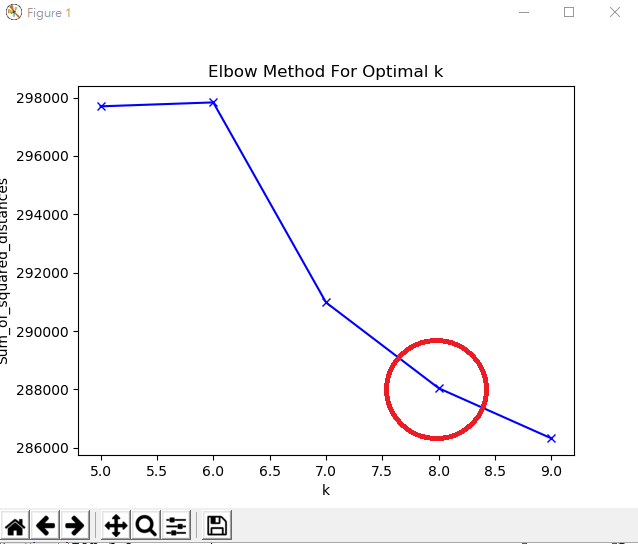 Figure 1
Elbow Method For Optimal k
298000
296000
294000
292000
290000
288000
286000
Sum_of_squared_distances
5.0 5.5 6.0 6.5 7.0 7.5 8.0 8.5 9.0
k